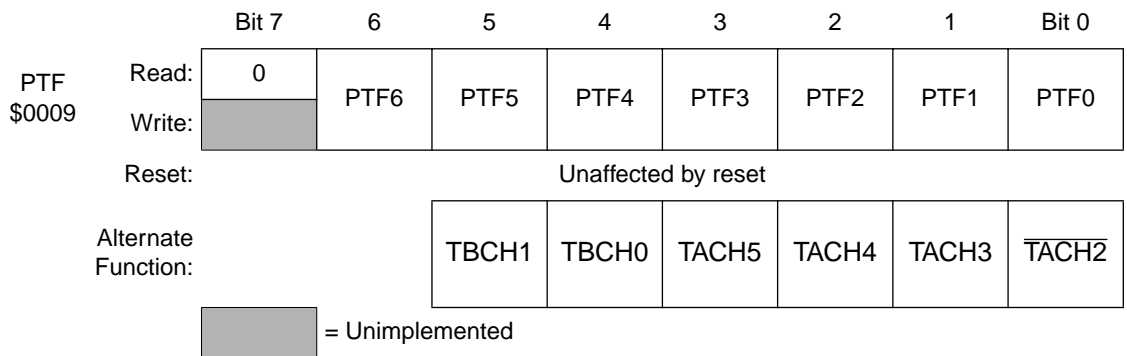 Bit 7 6 5 4 3 2 1 Bit 0
PTF
$0009
Read: 0 PTF6 PTF5 PTF4 PTF3 PTF2 PTF1 PTF0
Write:
Reset: Unaffected by reset
Alternate
Function: TBCH1 TBCH0 TACH5 TACH4 TACH3 T̅A̅C̅H̅2̅
= Unimplemented